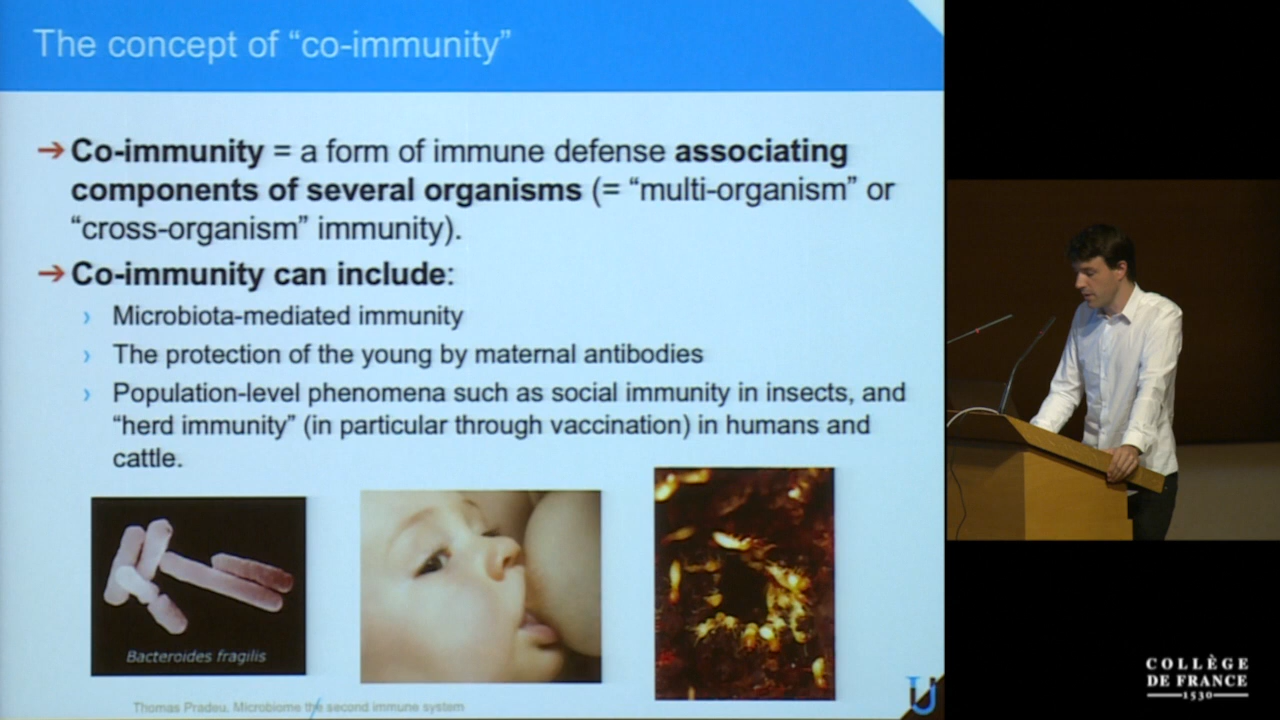 The concept of “co-immunity”
➔ Co-immunity = a form of immune defense associating
components of several organisms (= “multi-organism” or
“cross-organism” immunity).
➔ Co-immunity can include:
› Microbiota-mediated immunity
› The protection of the young by maternal antibodies
› Population-level phenomena such as social immunity in insects, and
“herd immunity” (in particular through vaccination) in humans and
cattle.
Bacteroides fragilis
Thomas Pradeu. Microbiome the second immune system
COLLÈGE
DE FRANCE
1530